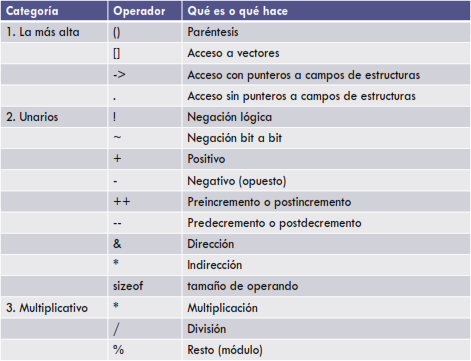 Categoría Operador Qué es o qué hace
1. La más alta () Paréntesis
[] Acceso a vectores
-> Acceso con punteros a campos de estructuras
. Acceso sin punteros a campos de estructuras
2. Unarios ! Negación lógica
~ Negación bit a bit
+ Positivo
- Negativo (opuesto)
++ Preincremento o postincremento
-- Predecremento o postdecremento
& Dirección
* Indirección
sizeof tamaño de operando
3. Multiplicativo * Multiplicación
/ División
% Resto (módulo)